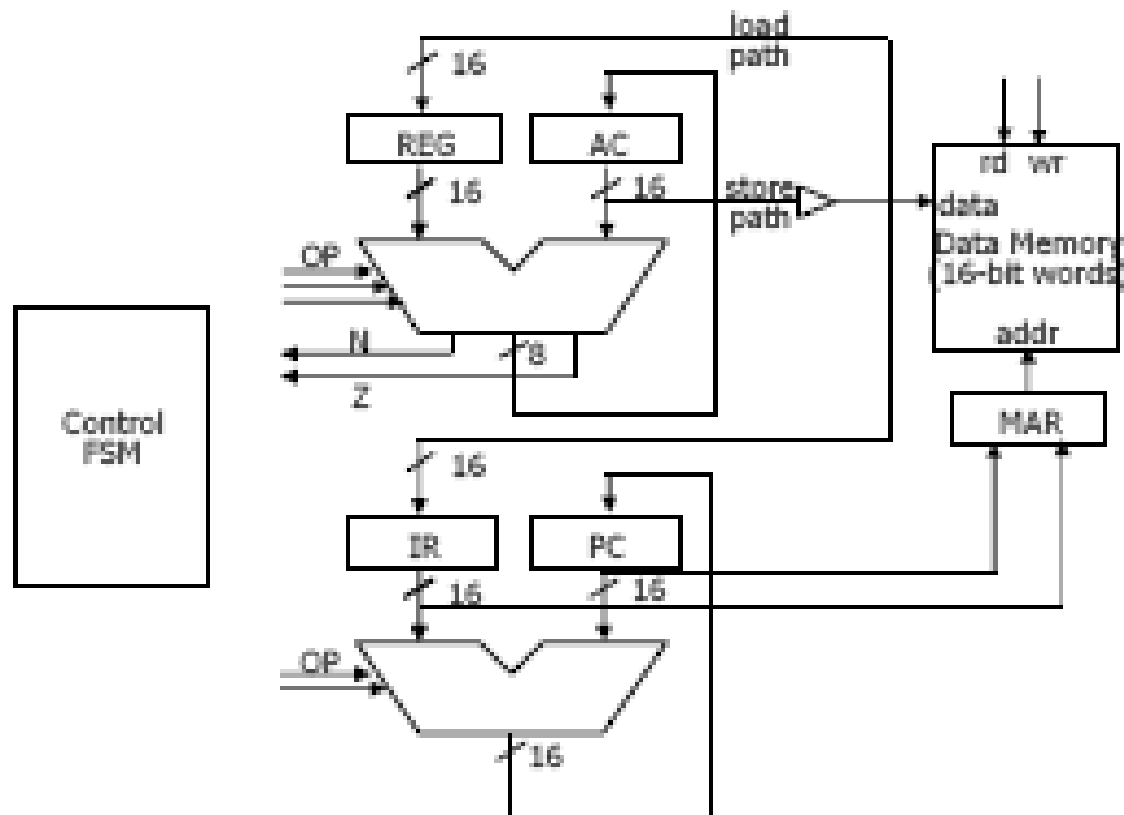 load
path
16
REG
AC
16
16
store
path
rd wr
data
Data Memory
(16-bit words)
addr
OP
N
8
Z
Control
FSM
MAR
16
IR
PC
16
16
OP
16